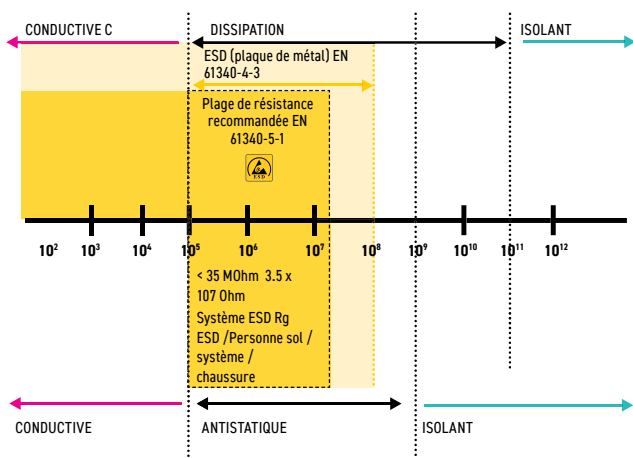 CONDUCTIVE C
DISSIPATION
ISOLANT
ESD (plaque de métal) EN
61340-4-3
Plage de résistance
recommandée EN
61340-5-1
ESD
10² 10³ 10⁴ 10⁵ 10⁶ 10⁷ 10⁸ 10⁹ 10¹⁰ 10¹¹ 10¹²
< 35 MOhm 3.5 x
107 Ohm
Système ESD Rg
ESD /Personne sol /
système /
chaussure
CONDUCTIVE
ANTISTATIQUE
ISOLANT